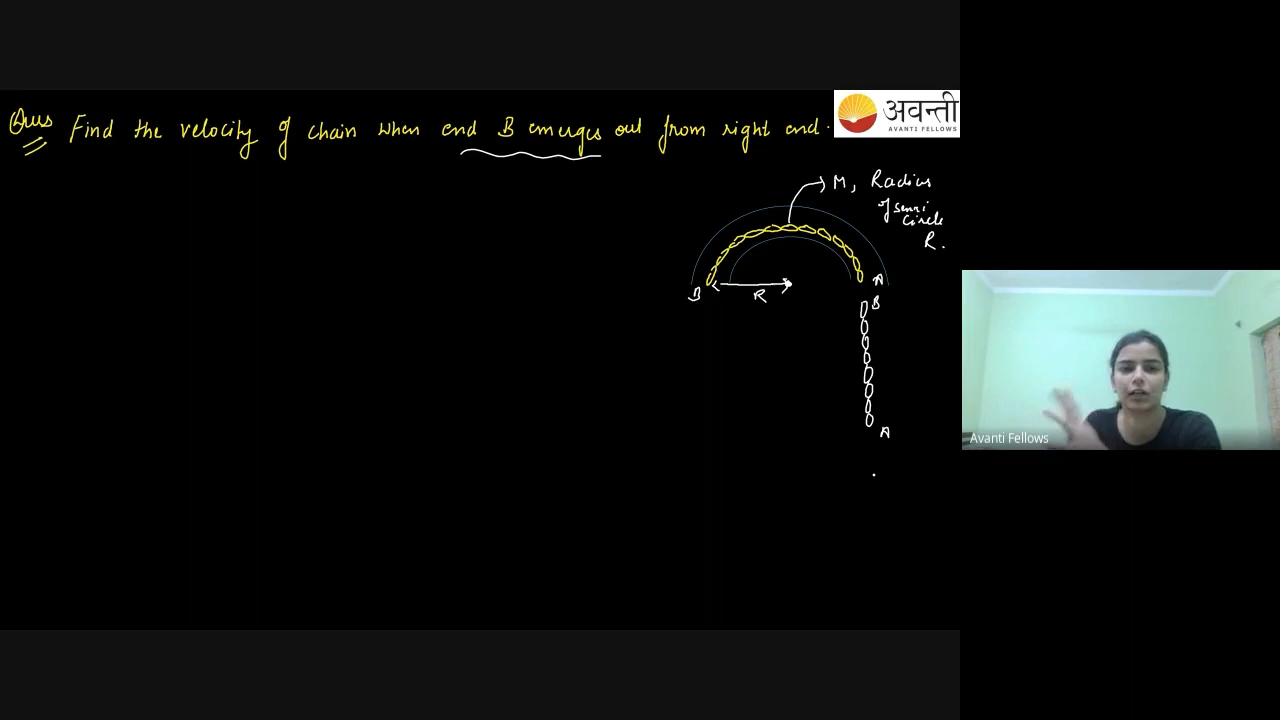 Ques Find the velocity of chain when end B emerges out from right end.
अवन्ती
AVANTI FELLOWS
M, Radius
of semi
circle
R.
B
R
A
B
A
Avanti Fellows